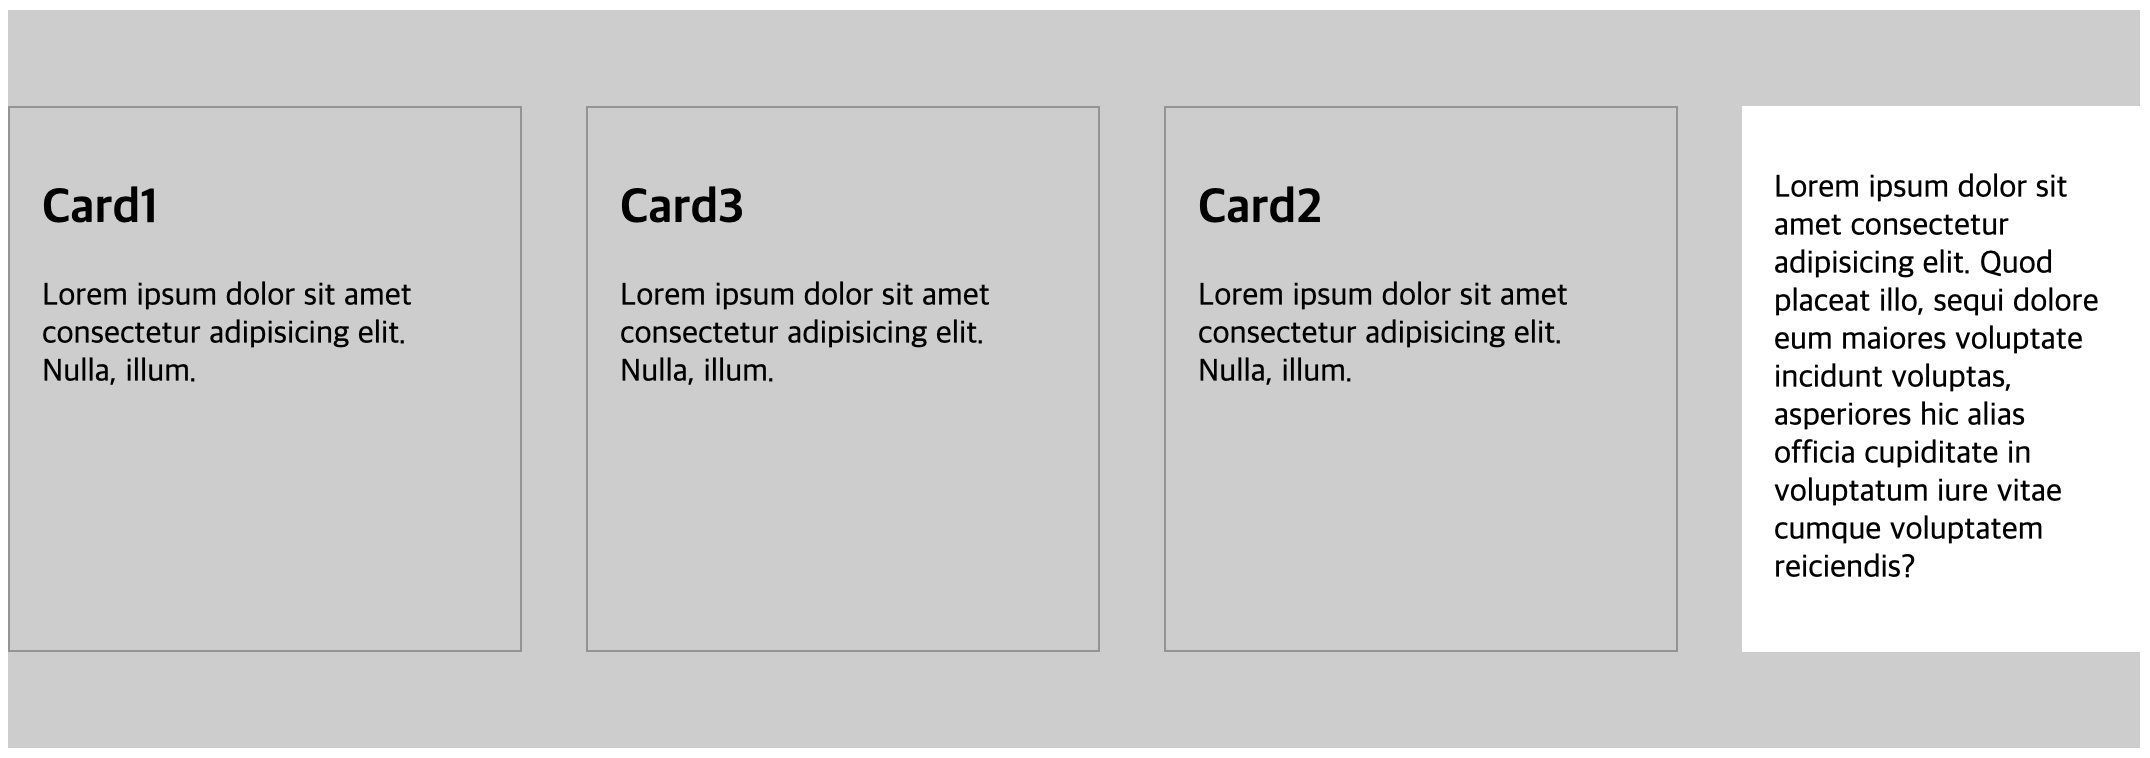 Card1
Lorem ipsum dolor sit amet
consectetur adipisicing elit.
Nulla, illum.
Card3
Lorem ipsum dolor sit amet
consectetur adipisicing elit.
Nulla, illum.
Card2
Lorem ipsum dolor sit amet
consectetur adipisicing elit.
Nulla, illum.
Lorem ipsum dolor sit
amet consectetur
adipisicing elit. Quod
placeat illo, sequi dolore
eum maiores voluptate
incidunt voluptas,
asperiores hic alias
officia cupiditate in
voluptatum iure vitae
cumque voluptatem
reiciendis?